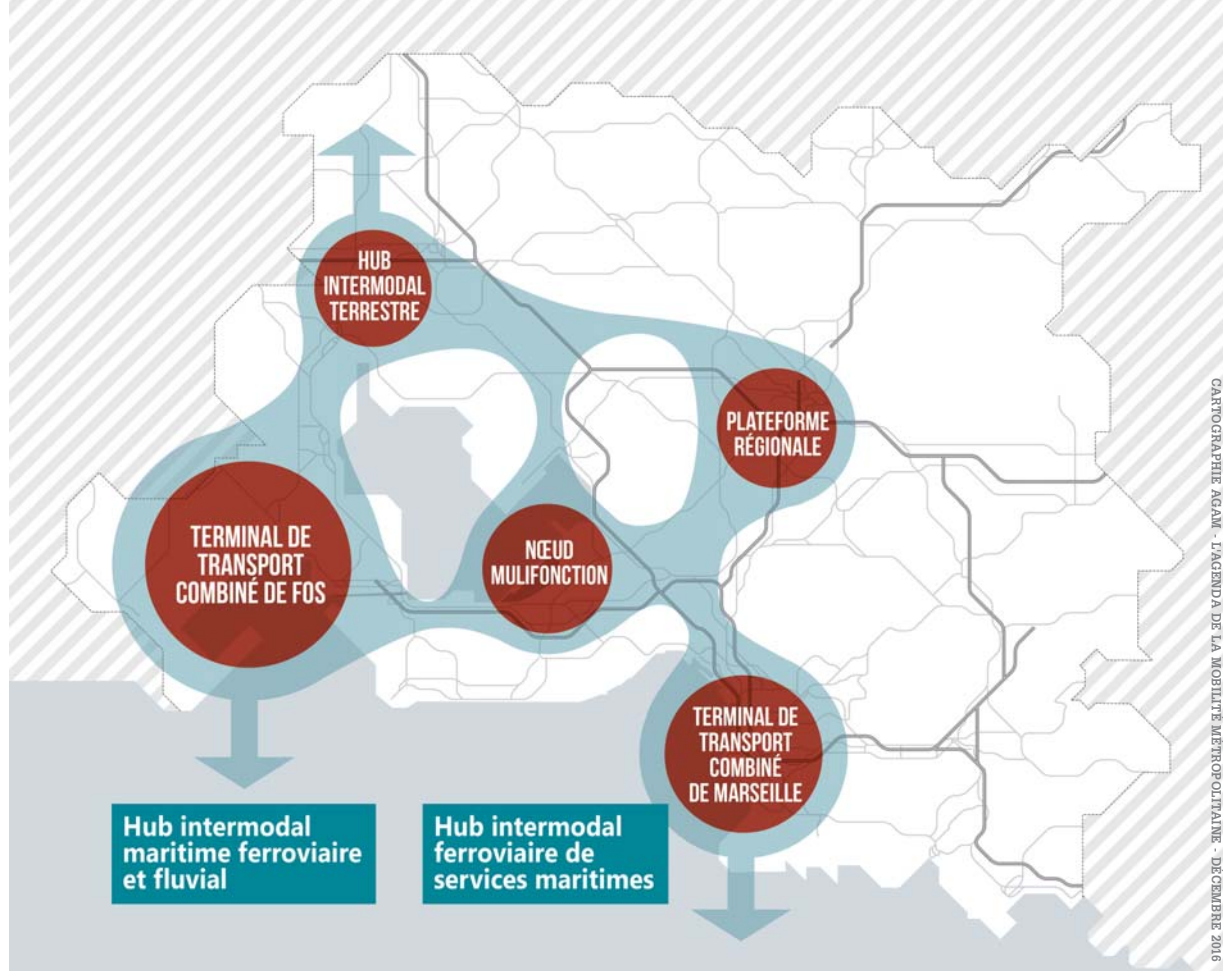 HUB
INTERMODAL
TERRESTRE
PLATEFORME
RÉGIONALE
TERMINAL DE
TRANSPORT
COMBINÉ DE FOS
NŒUD
MULIFONCTION
TERMINAL DE
TRANSPORT
COMBINÉ
DE MARSEILLE
Hub intermodal
maritime ferroviaire
et fluvial
Hub intermodal
ferroviaire de
services maritimes
CARTOGRAPHIE AGAM - L'AGENDA DE LA MOBILITÉ MÉTROPOLITAINE - DÉCEMBRE 2016